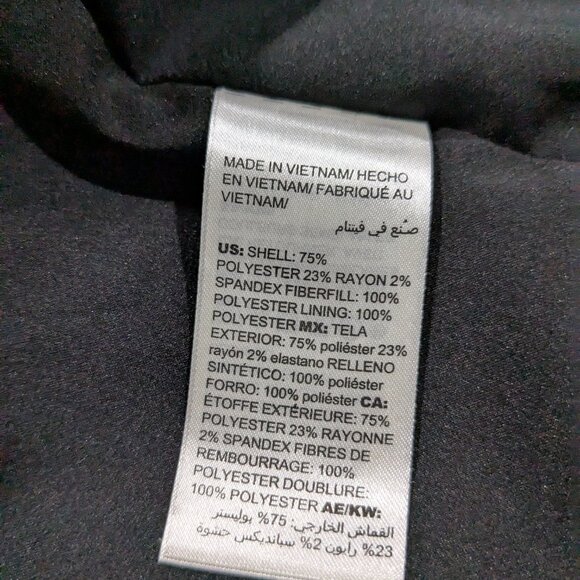 MADE IN VIETNAM/ HECHO
EN VIETNAM/ FABRIQUÉ AU
VIETNAM/
صُنع في فيتنام
US: SHELL: 75%
POLYESTER 23% RAYON 2%
SPANDEX FIBERFILL: 100%
POLYESTER LINING: 100%
POLYESTER MX: TELA
EXTERIOR: 75% poliéster 23%
rayón 2% elastano RELLENO
SINTÉTICO: 100% poliéster
FORRO: 100% poliéster CA:
ÉTOFFE EXTÉRIEURE: 75%
POLYESTER 23% RAYONNE
2% SPANDEX FIBRES DE
REMBOURRAGE: 100%
POLYESTER DOUBLURE:
100% POLYESTER AE/KW:
القماش الخارجي: 75% بوليستر
23% رايون 2% سبانديكس حشوة